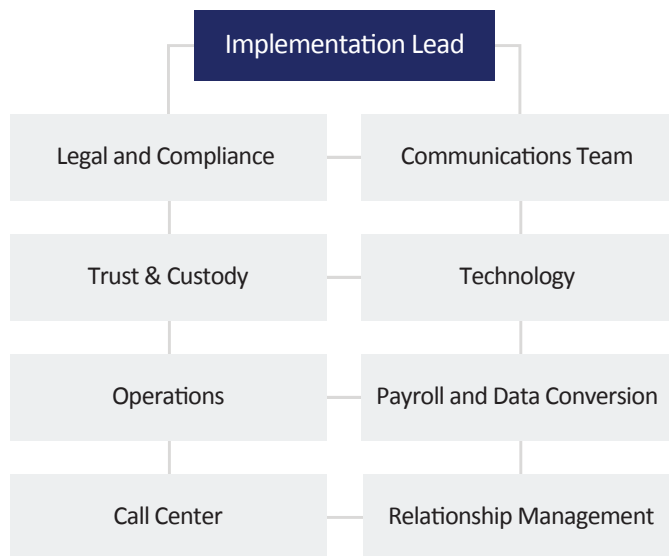 Implementation Lead
Legal and Compliance
Communications Team
Trust & Custody
Technology
Operations
Payroll and Data Conversion
Call Center
Relationship Management